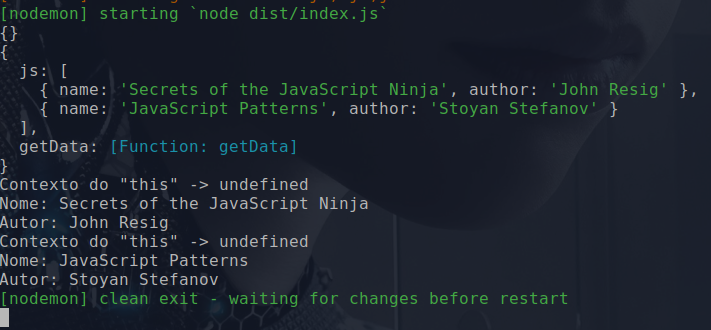 [nodemon] starting `node dist/index.js`
{}
{
  js: [
    { name: 'Secrets of the JavaScript Ninja', author: 'John Resig' },
    { name: 'JavaScript Patterns', author: 'Stoyan Stefanov' }
  ],
  getData: [Function: getData]
}
Contexto do "this" -> undefined
Nome: Secrets of the JavaScript Ninja
Autor: John Resig
Contexto do "this" -> undefined
Nome: JavaScript Patterns
Autor: Stoyan Stefanov
[nodemon] clean exit - waiting for changes before restart